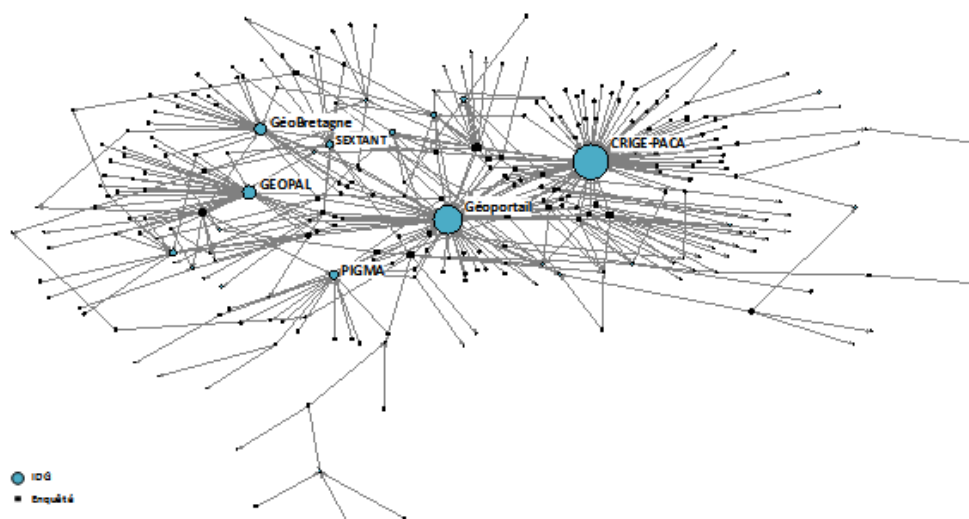 GéoBretagne
SEXTANT
CRIGE-PACA
GEOPAL
Géoportail
PIGMA
IDG
Enquêté